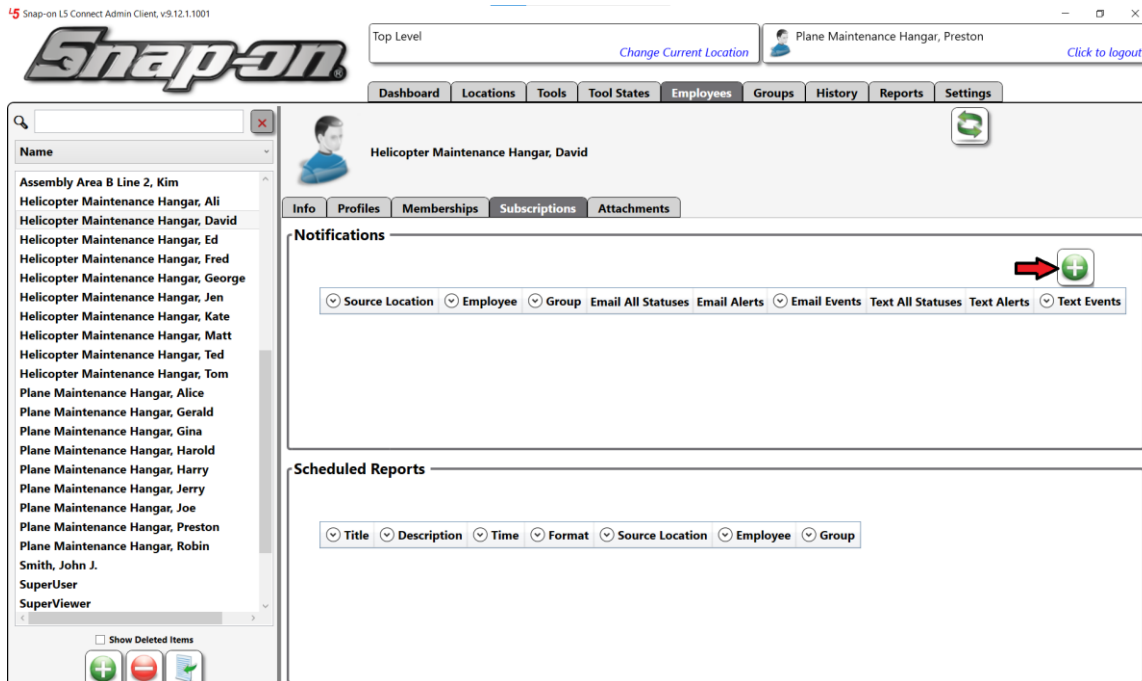 L5 Snap-on L5 Connect Admin Client, v:9.12.1.1001
Snap-on®
Top Level
Change Current Location
Plane Maintenance Hangar, Preston
Click to logout
Dashboard Locations Tools Tool States Employees Groups History Reports Settings
Name
Assembly Area B Line 2, Kim
Helicopter Maintenance Hangar, Ali
Helicopter Maintenance Hangar, David
Helicopter Maintenance Hangar, Ed
Helicopter Maintenance Hangar, Fred
Helicopter Maintenance Hangar, George
Helicopter Maintenance Hangar, Jen
Helicopter Maintenance Hangar, Kate
Helicopter Maintenance Hangar, Matt
Helicopter Maintenance Hangar, Ted
Helicopter Maintenance Hangar, Tom
Plane Maintenance Hangar, Alice
Plane Maintenance Hangar, Gerald
Plane Maintenance Hangar, Gina
Plane Maintenance Hangar, Harold
Plane Maintenance Hangar, Harry
Plane Maintenance Hangar, Jerry
Plane Maintenance Hangar, Joe
Plane Maintenance Hangar, Preston
Plane Maintenance Hangar, Robin
Smith, John J.
SuperUser
SuperViewer
Show Deleted Items
Helicopter Maintenance Hangar, David
Info Profiles Memberships Subscriptions Attachments
Notifications
Source Location Employee Group Email All Statuses Email Alerts Email Events Text All Statuses Text Alerts Text Events
Scheduled Reports
Title Description Time Format Source Location Employee Group